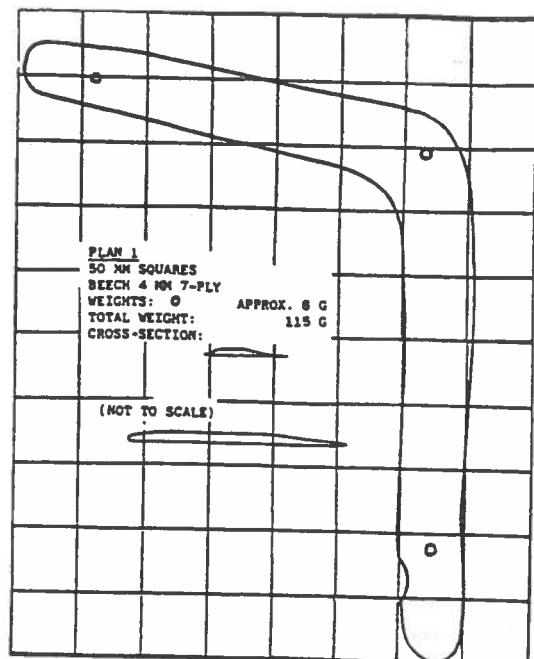 PLAN 1
50 MM SQUARES
BEECH 4 MM 7-PLY
WEIGHTS: O APPROX. 8 G
TOTAL WEIGHT: 115 G
CROSS-SECTION:
(NOT TO SCALE)